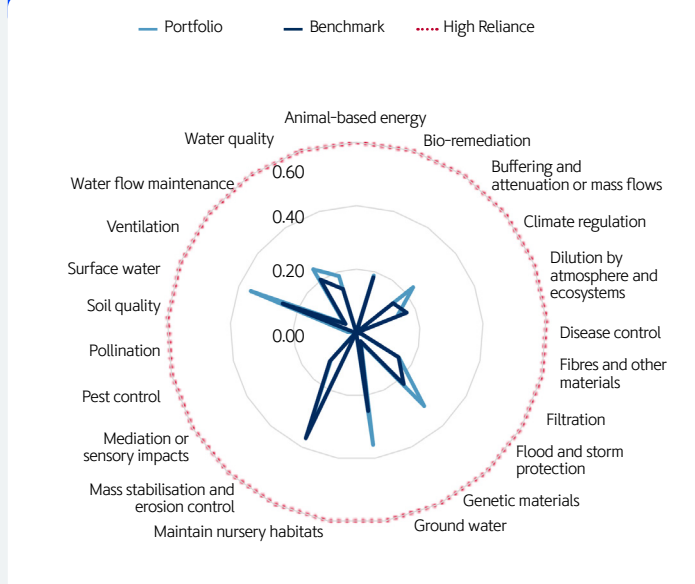 Portfolio
Benchmark
High Reliance
Animal-based energy
Bio-remediation
Buffering and
attenuation or mass flows
Climate regulation
Dilution by
atmosphere and
ecosystems
Disease control
Fibres and other
materials
Filtration
Flood and storm
protection
Genetic materials
Ground water
Maintain nursery habitats
Mass stabilisation and
erosion control
Mediation or
sensory impacts
Pest control
Pollination
Soil quality
Surface water
Ventilation
Water flow maintenance
Water quality
0.60
0.40
0.20
0.00